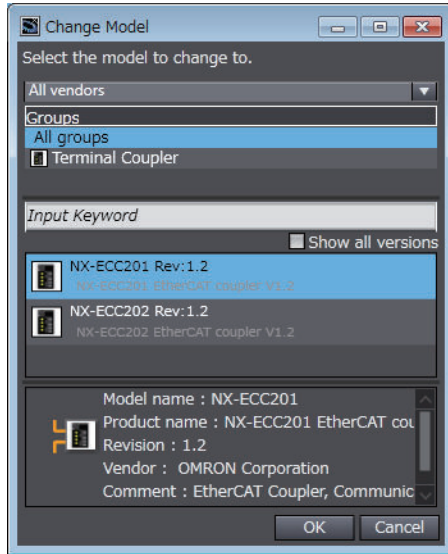 Change Model
Select the model to change to.
All vendors
Groups
All groups
Terminal Coupler
Input Keyword
Show all versions
NX-ECC201 Rev:1.2
NX-ECC201 EtherCAT coupler V1.2
NX-ECC202 Rev:1.2
NX-ECC202 EtherCAT coupler V1.2
Model name : NX-ECC201
Product name : NX-ECC201 EtherCAT cou
Revision : 1.2
Vendor : OMRON Corporation
Comment : EtherCAT Coupler, Communic
OK Cancel